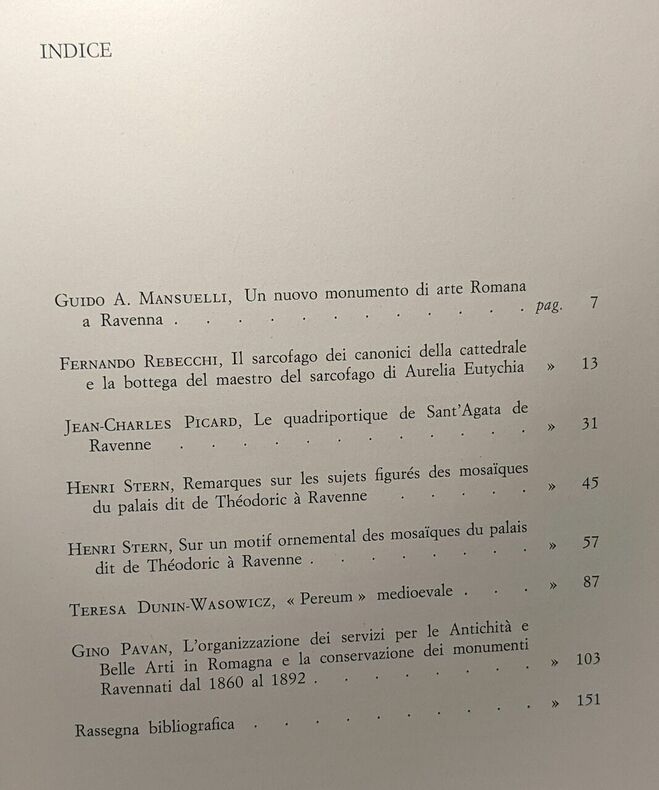 INDICE
GUIDO A. MANSUELLI, Un nuovo monumento di arte Romana
a Ravenna . . . . . . . . . . . pag. 7
FERNANDO REBECCHI, Il sarcofago dei canonici della cattedrale
e la bottega del maestro del sarcofago di Aurelia Eutychia » 13
JEAN-CHARLES PICARD, Le quadriportique de Sant'Agata de
Ravenne . . . . . . . . . . . » 31
HENRI STERN, Remarques sur les sujets figurés des mosaïques
du palais dit de Théodoric à Ravenne . . . . » 45
HENRI STERN, Sur un motif ornemental des mosaïques du palais
dit de Théodoric à Ravenne . . . . . . . » 57
TERESA DUNIN-WASOWICZ, « Pereum » medioevale . . . » 87
GINO PAVAN, L'organizzazione dei servizi per le Antichità e
Belle Arti in Romagna e la conservazione dei monumenti
Ravennati dal 1860 al 1892 . . . . . . . » 103
Rassegna bibliografica . . . . . . . . . . » 151